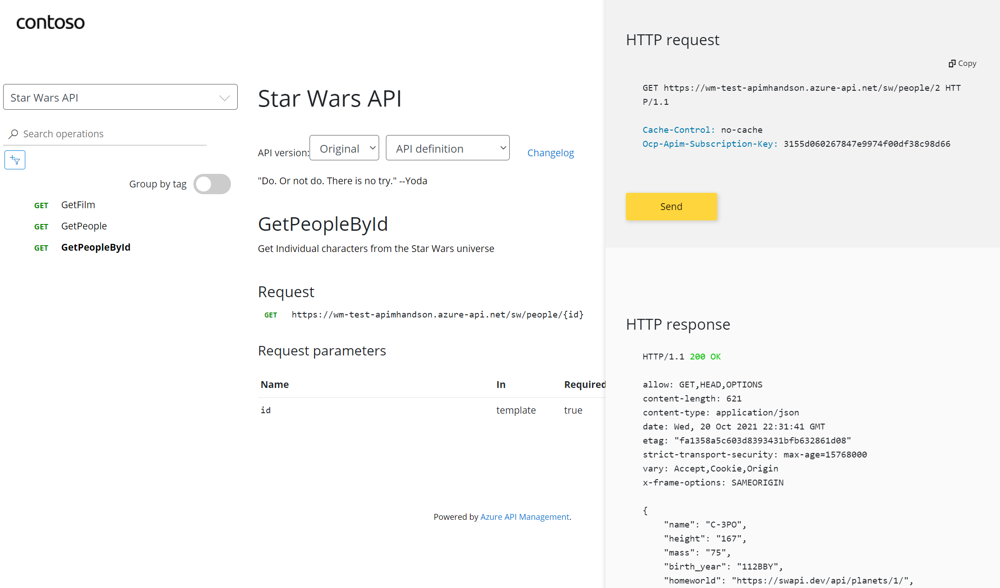 contoso
Star Wars API
Search operations
Group by tag
GET GetFilm
GET GetPeople
GET GetPeopleById
Star Wars API
API version: Original API definition Changelog
"Do. Or not do. There is no try." --Yoda
GetPeopleById
Get Individual characters from the Star Wars universe
Request
GET https://wm-test-apimhandson.azure-api.net/sw/people/{id}
Request parameters
Name In Required
id template true
Powered by Azure API Management.
HTTP request
Copy
GET https://wm-test-apimhandson.azure-api.net/sw/people/2 HTT
P/1.1
Cache-Control: no-cache
Ocp-Apim-Subscription-Key: 3155d060267847e9974f00df38c98d66
Send
HTTP response
HTTP/1.1 200 OK
allow: GET,HEAD,OPTIONS
content-length: 621
content-type: application/json
date: Wed, 20 Oct 2021 22:31:41 GMT
etag: "fa1358a5c603d8393431bfb632861d08"
strict-transport-security: max-age=15768000
vary: Accept,Cookie,Origin
x-frame-options: SAMEORIGIN
{
"name": "C-3PO",
"height": "167",
"mass": "75",
"birth_year": "112BBY",
"homeworld": "https://swapi.dev/api/planets/1/",